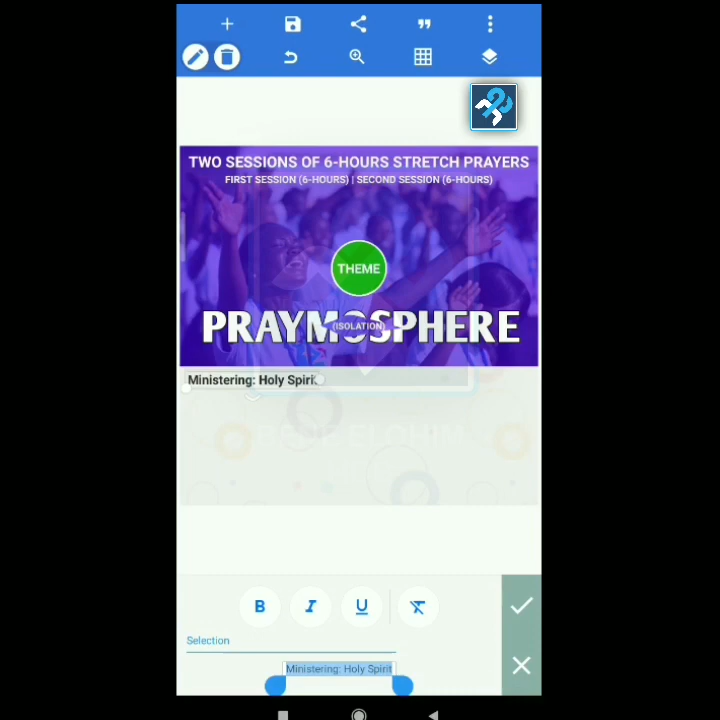 TWO SESSIONS OF 6-HOURS STRETCH PRAYERS
FIRST SESSION (6-HOURS) | SECOND SESSION (6-HOURS)
THEME
PRAYMOSPHERE
(ISOLATION)
Ministering: Holy Spirit
B I U
Selection
Ministering: Holy Spirit